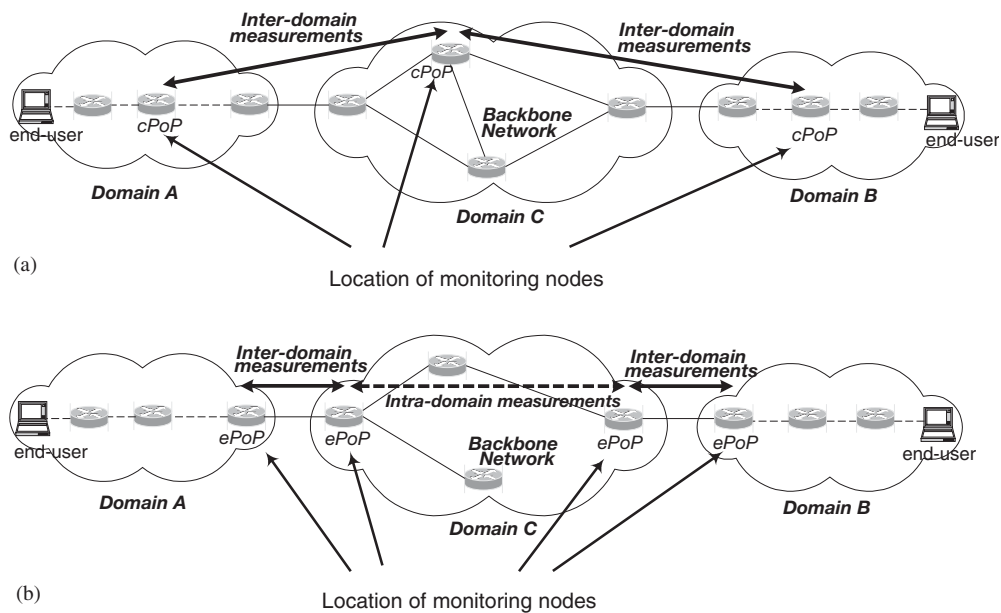 Inter-domain
measurements
Inter-domain
measurements
cPoP
end-user
cPoP
Backbone
Network
cPoP
end-user
Domain A
Domain C
Domain B
(a)
Location of monitoring nodes
Inter-domain
measurements
Inter-domain
measurements
Intra-domain measurements
end-user
ePoP
ePoP
Backbone
Network
ePoP
ePoP
end-user
Domain A
Domain C
Domain B
(b)
Location of monitoring nodes